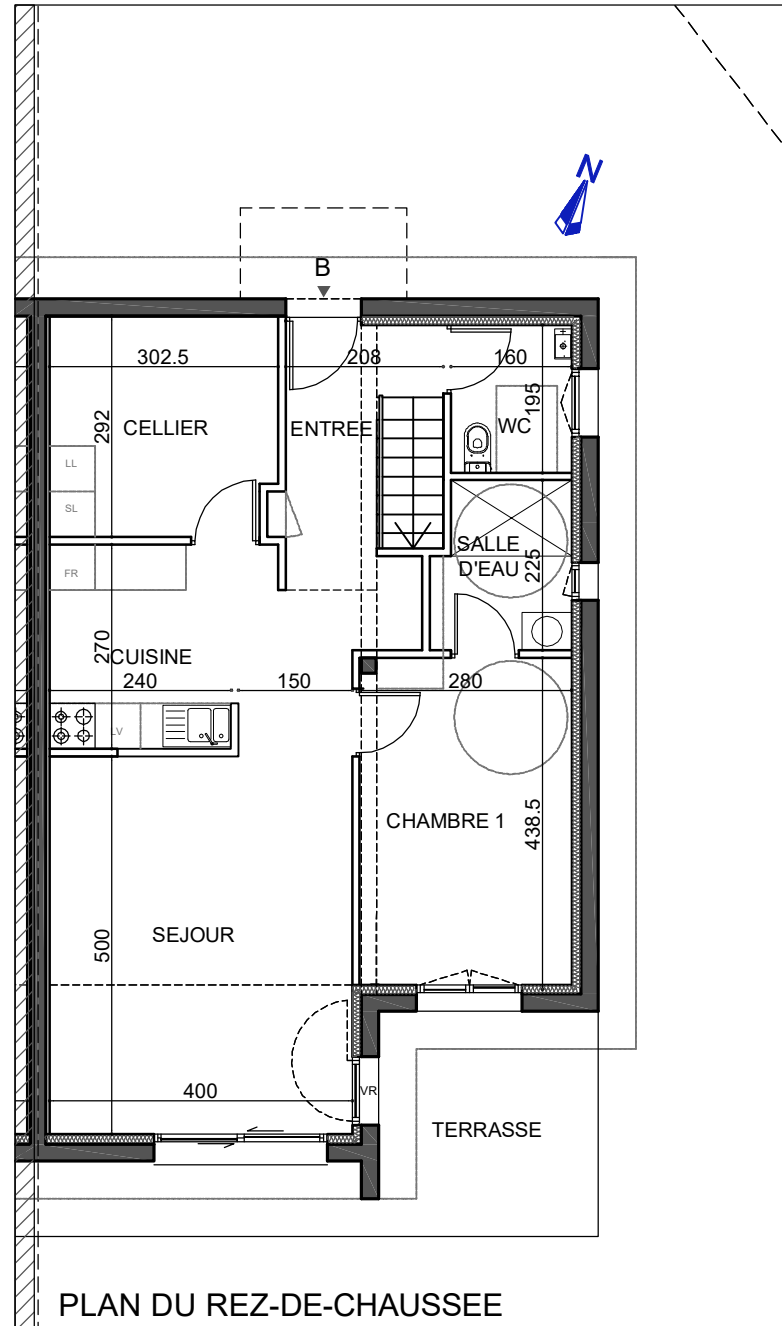 N
B
302.5
208
160
292
CELLIER
ENTREE
195
WC
LL
SL
FR
SALLE
D'EAU
225
270
CUISINE
240
150
280
LV
CHAMBRE 1
438.5
SEJOUR
500
400
VR
TERRASSE
PLAN DU REZ-DE-CHAUSSEE